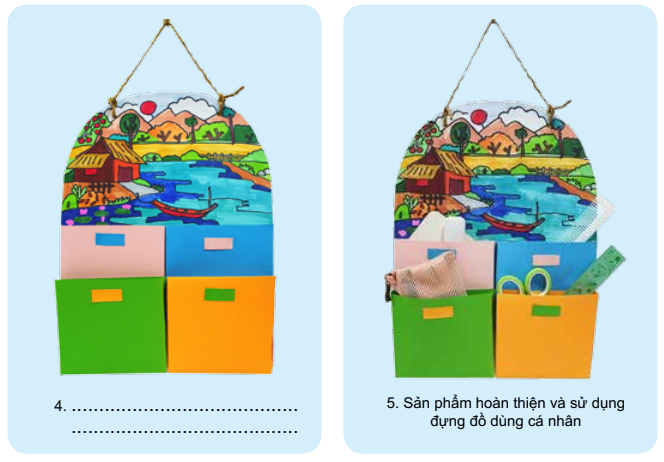 4. ..............................................
..............................................
5. Sản phẩm hoàn thiện và sử dụng
đựng đồ dùng cá nhân